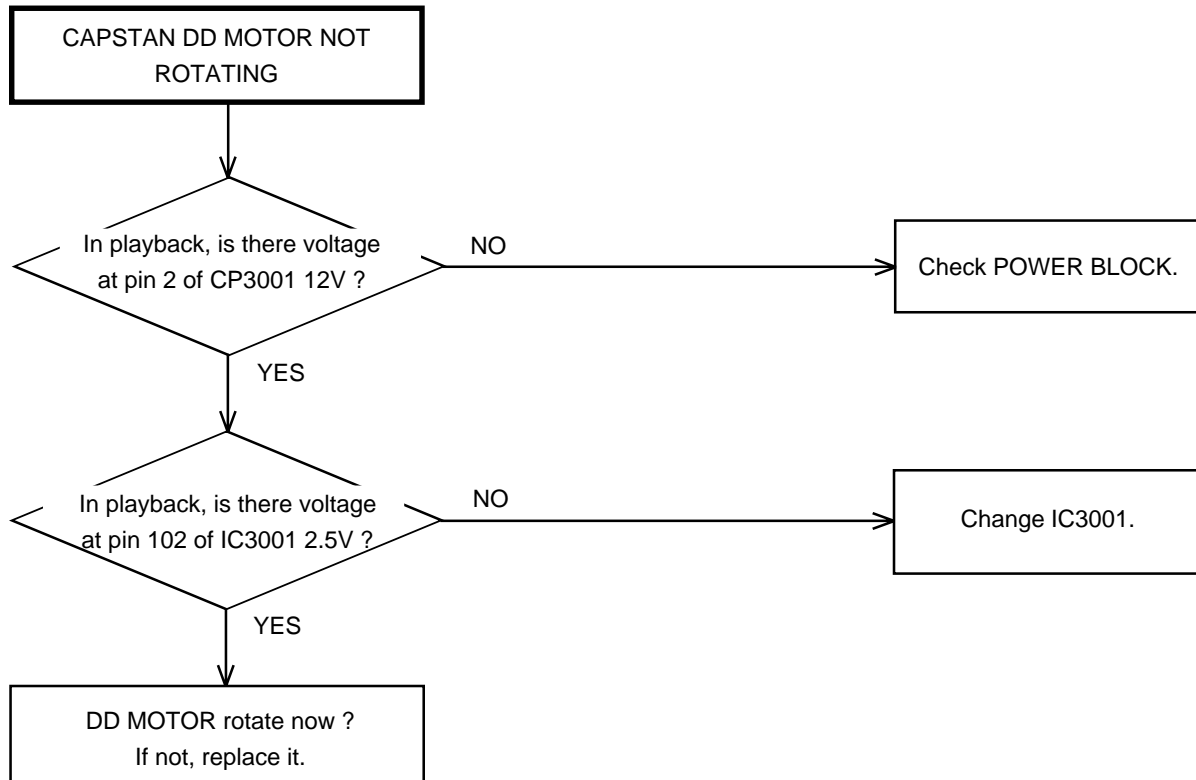 CAPSTAN DD MOTOR NOT
ROTATING
In playback, is there voltage
at pin 2 of CP3001 12V ?
NO
Check POWER BLOCK.
YES
In playback, is there voltage
at pin 102 of IC3001 2.5V ?
NO
Change IC3001.
YES
DD MOTOR rotate now ?
If not, replace it.